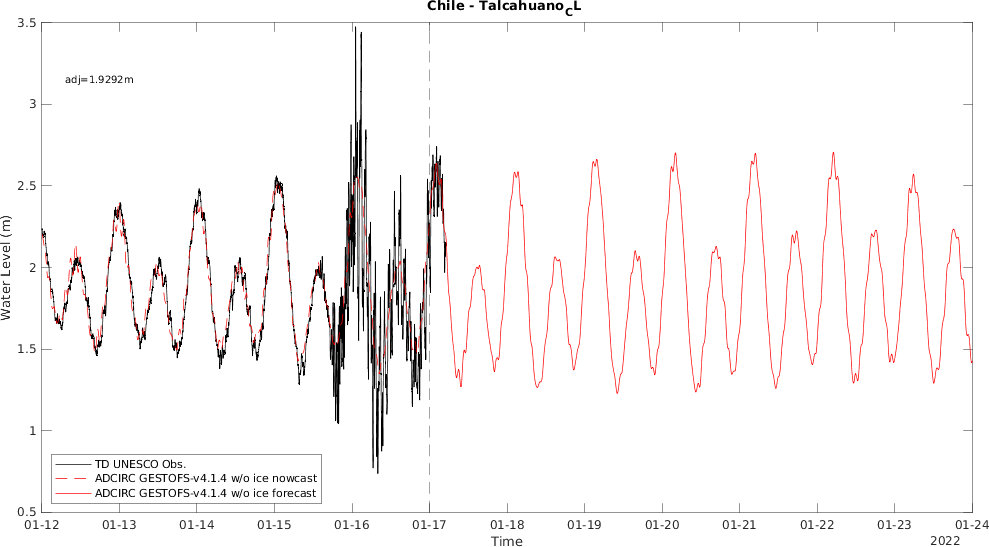 Chile - Talcahuano_CL
3.5
3
2.5
2
1.5
1
0.5
Water Level (m)
adj=1.9292m
TD UNESCO Obs.
ADCIRC GESTOFS-v4.1.4 w/o ice nowcast
ADCIRC GESTOFS-v4.1.4 w/o ice forecast
01-12 01-13 01-14 01-15 01-16 01-17 01-18 01-19 01-20 01-21 01-22 01-23 01-24
Time
2022